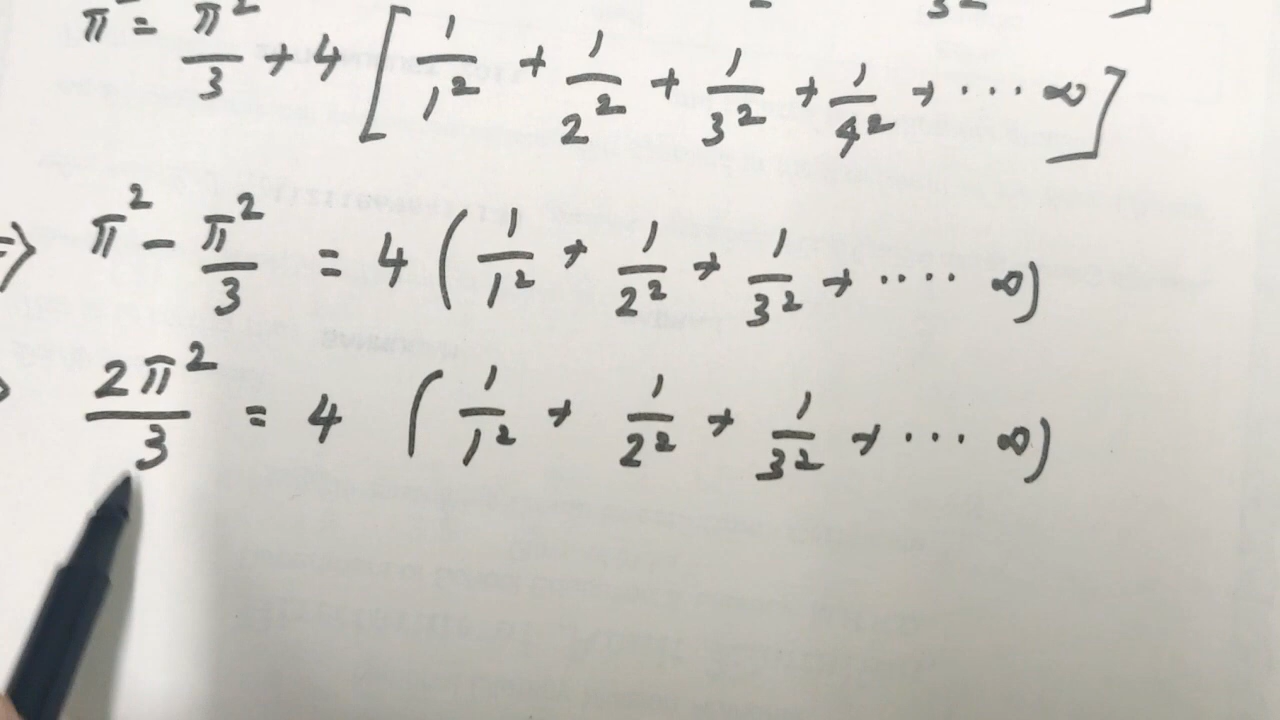 π² = π²/3 + 4 [ 1/1² + 1/2² + 1/3² + 1/4² + ... ∞ ]
=> π² - π²/3 = 4 ( 1/1² + 1/2² + 1/3² + .... ∞ )
2π²/3 = 4 ( 1/1² + 1/2² + 1/3² + ... ∞ )